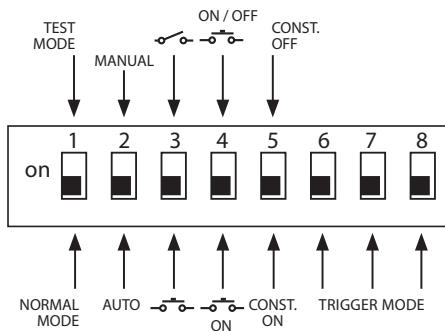 ON / OFF
TEST
MODE
CONST.
OFF
MANUAL
1 2 3 4 5 6 7 8
on
NORMAL
MODE
AUTO
ON
CONST.
ON
TRIGGER MODE